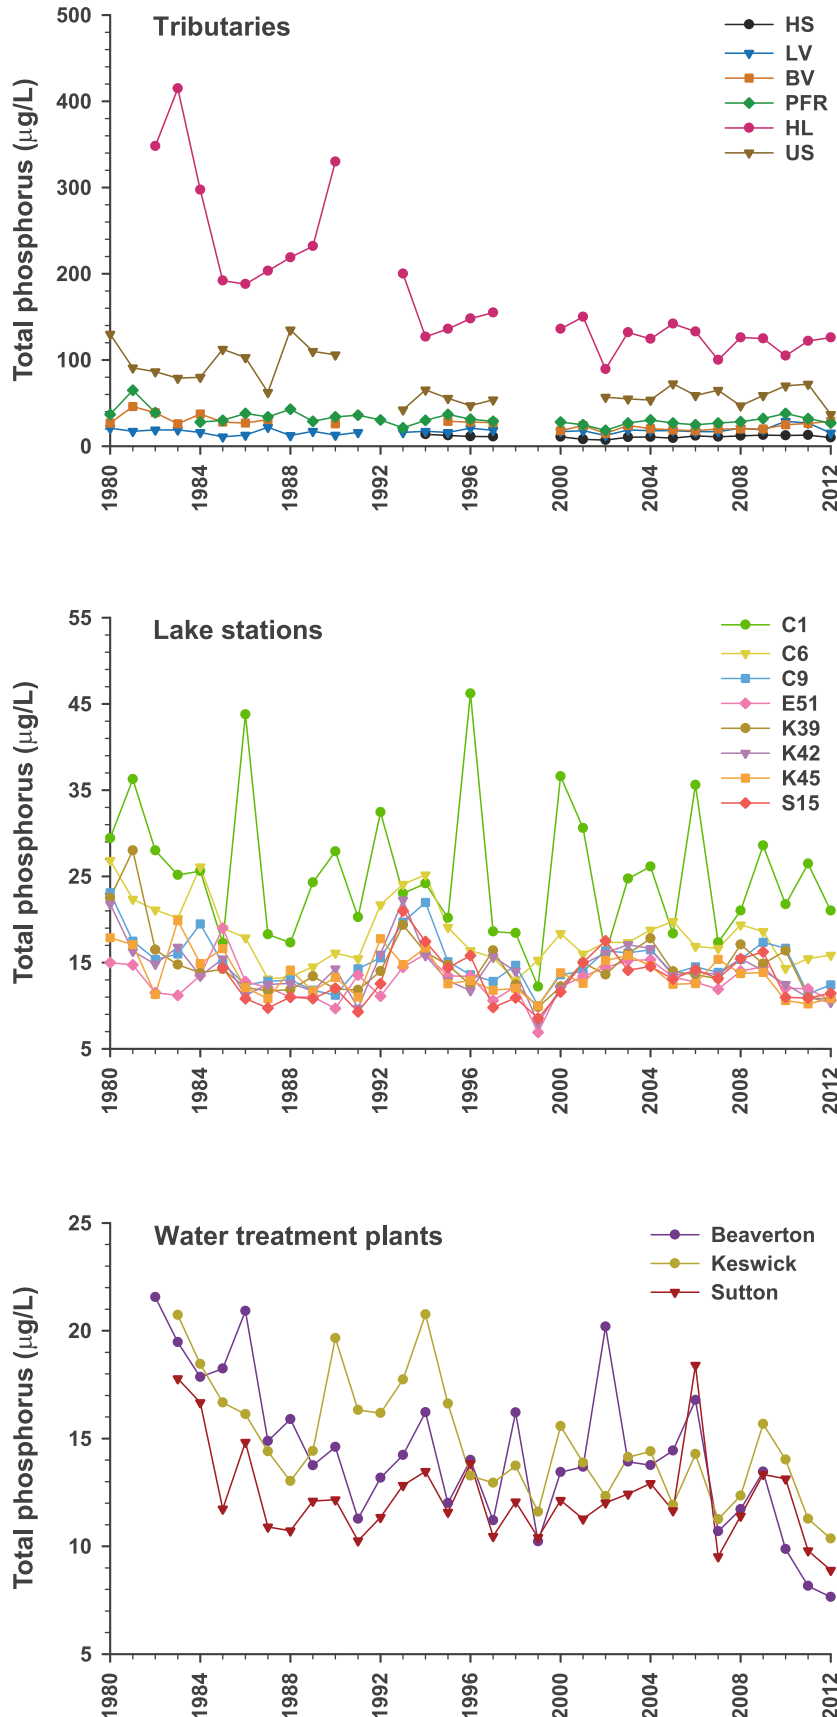 Tributaries
Total phosphorus (μg/L)
500
400
300
200
100
0
HS
LV
BV
PFR
HL
US
1980
1984
1988
1992
1996
2000
2004
2008
2012
Lake stations
Total phosphorus (μg/L)
55
45
35
25
15
5
C1
C6
C9
E51
K39
K42
K45
S15
1980
1984
1988
1992
1996
2000
2004
2008
2012
Water treatment plants
Total phosphorus (μg/L)
25
20
15
10
5
Beaverton
Keswick
Sutton
1980
1984
1988
1992
1996
2000
2004
2008
2012